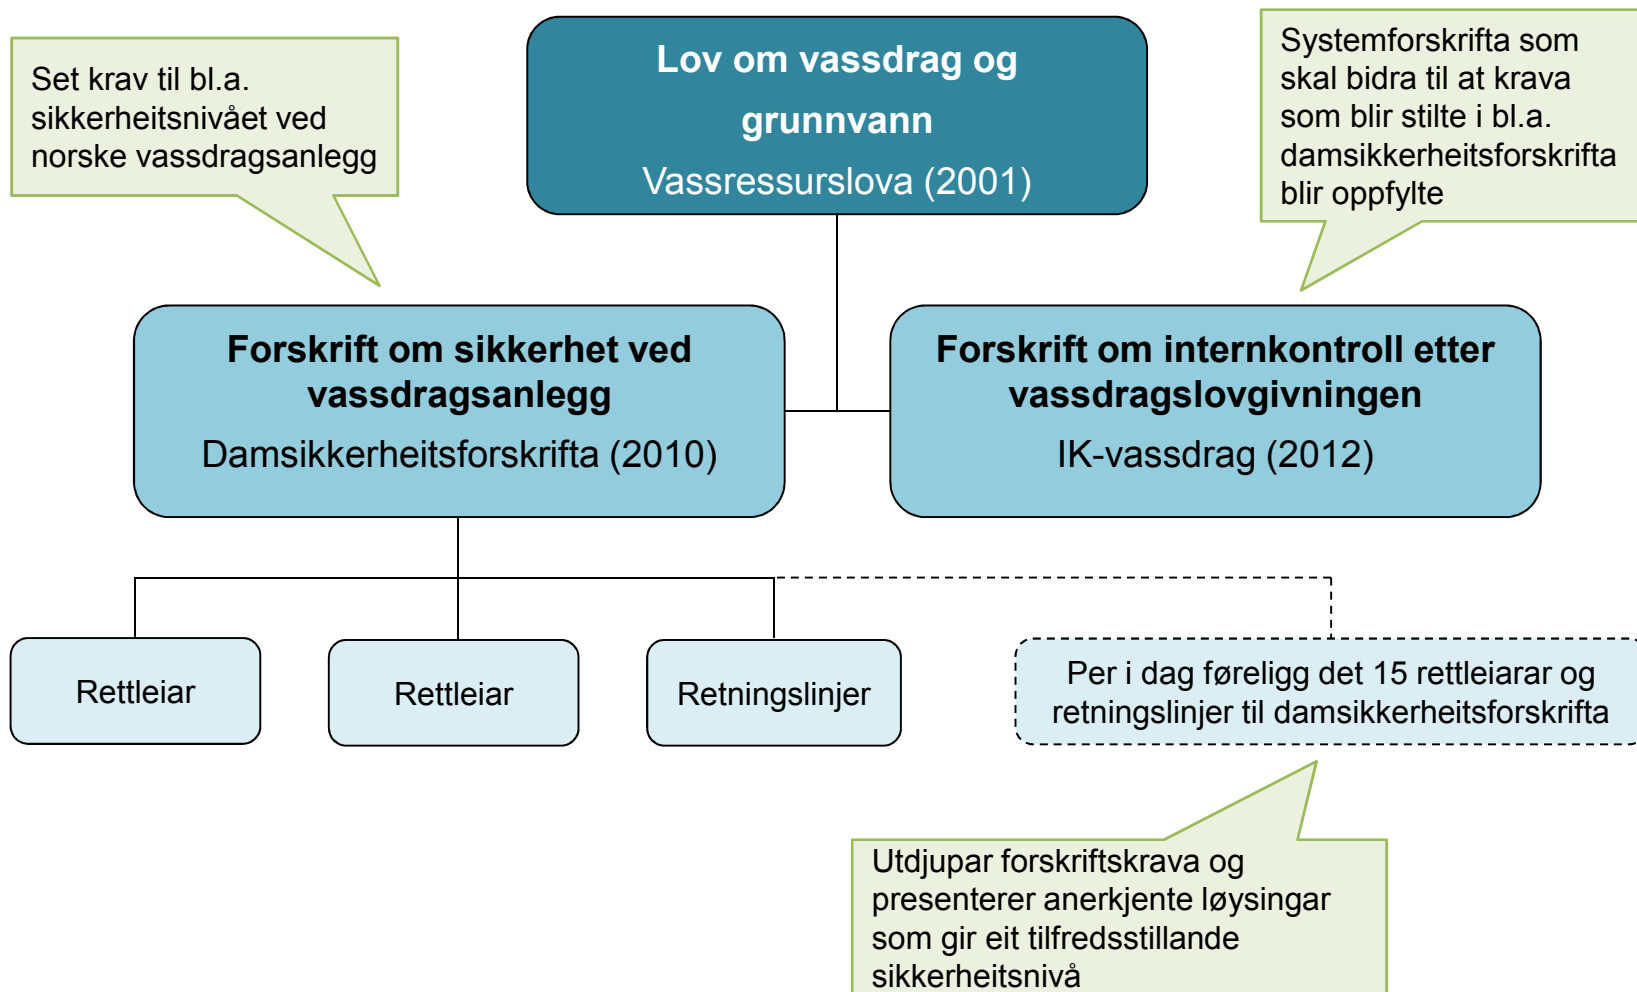 Set krav til bl.a.
sikkerheitsnivået ved
norske vassdragsanlegg
Lov om vassdrag og
grunnvann
Vassressurslova (2001)
Systemforskrifta som
skal bidra til at krava
som blir stilte i bl.a.
damsikkerheitsforskrifta
blir oppfylte
Forskrift om sikkerhet ved
vassdragsanlegg
Damsikkerheitsforskrifta (2010)
Forskrift om internkontroll etter
vassdragslovgivningen
IK-vassdrag (2012)
Rettleiar
Rettleiar
Retningslinjer
Per i dag føreligg det 15 rettleiarar og
retningslinjer til damsikkerheitsforskrifta
Utdjupar forskriftskrava og
presenterer anerkjente løysingar
som gir eit tilfredsstillande
sikkerheitsnivå